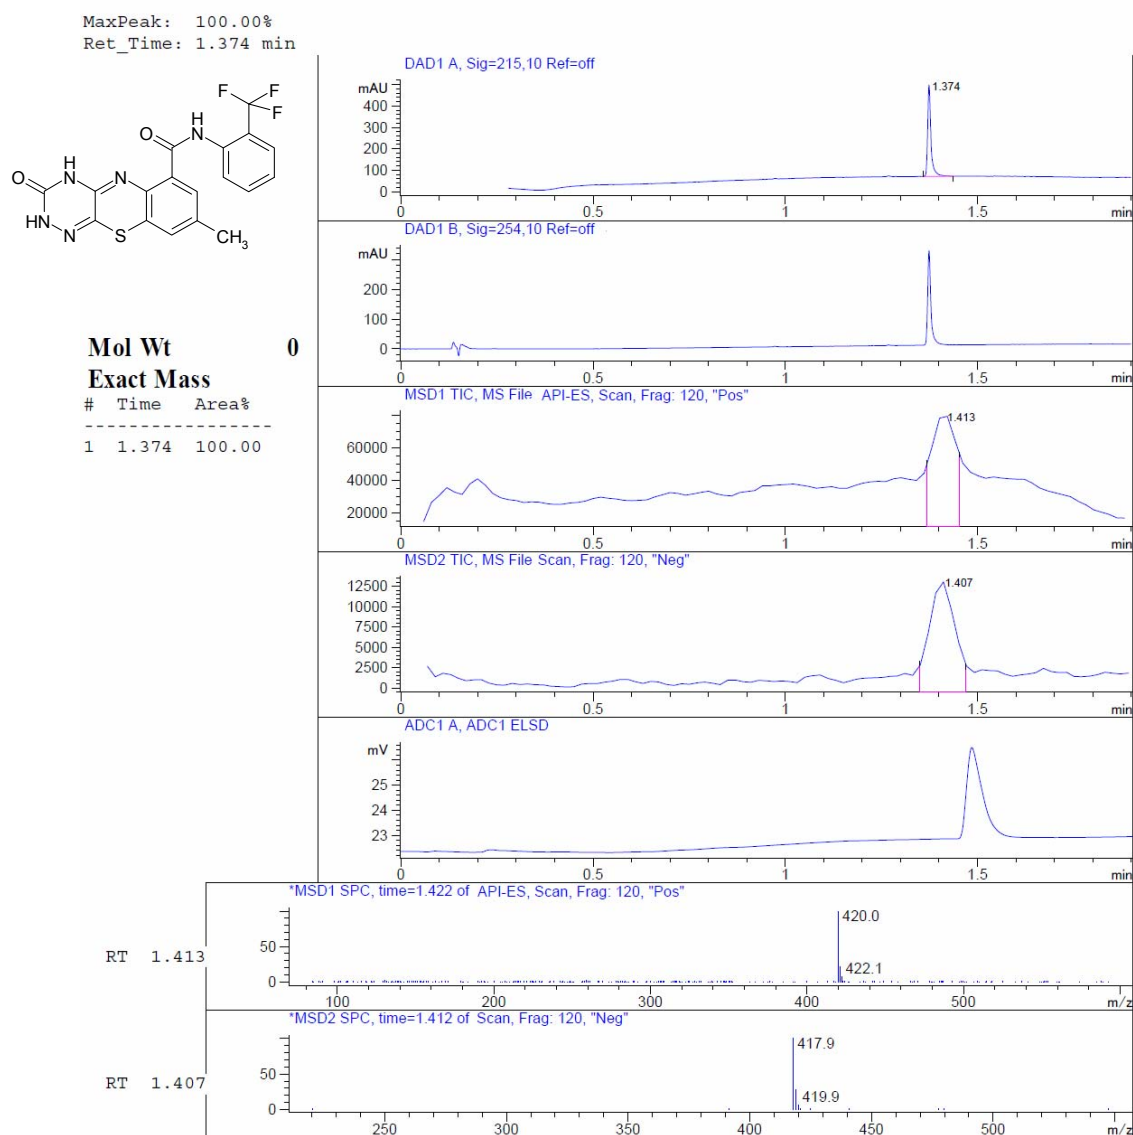 MaxPeak: 100.00%
Ret_Time: 1.374 min
F F
F
O
NH
H
N
O
N
HN
N
S
CH3
Mol Wt 0
Exact Mass
# Time Area%
-----------------
1 1.374 100.00
DAD1 A, Sig=215,10 Ref=off
mAU
400
300
200
100
0
1.374
0 0.5 1 1.5 min
DAD1 B, Sig=254,10 Ref=off
mAU
200
100
0
0 0.5 1 1.5 min
MSD1 TIC, MS File API-ES, Scan, Frag: 120, "Pos"
1.413
60000
40000
20000
0 0.5 1 1.5 min
MSD2 TIC, MS File Scan, Frag: 120, "Neg"
12500
1.407
10000
7500
5000
2500
0
0 0.5 1 1.5 min
ADC1 A, ADC1 ELSD
mV
25
24
23
0 0.5 1 1.5 min
*MSD1 SPC, time=1.422 of API-ES, Scan, Frag: 120, "Pos"
420.0
50
RT 1.413
422.1
0
100 200 300 400 500 m/z
*MSD2 SPC, time=1.412 of Scan, Frag: 120, "Neg"
417.9
50
RT 1.407
419.9
0
250 300 350 400 450 500 m/z